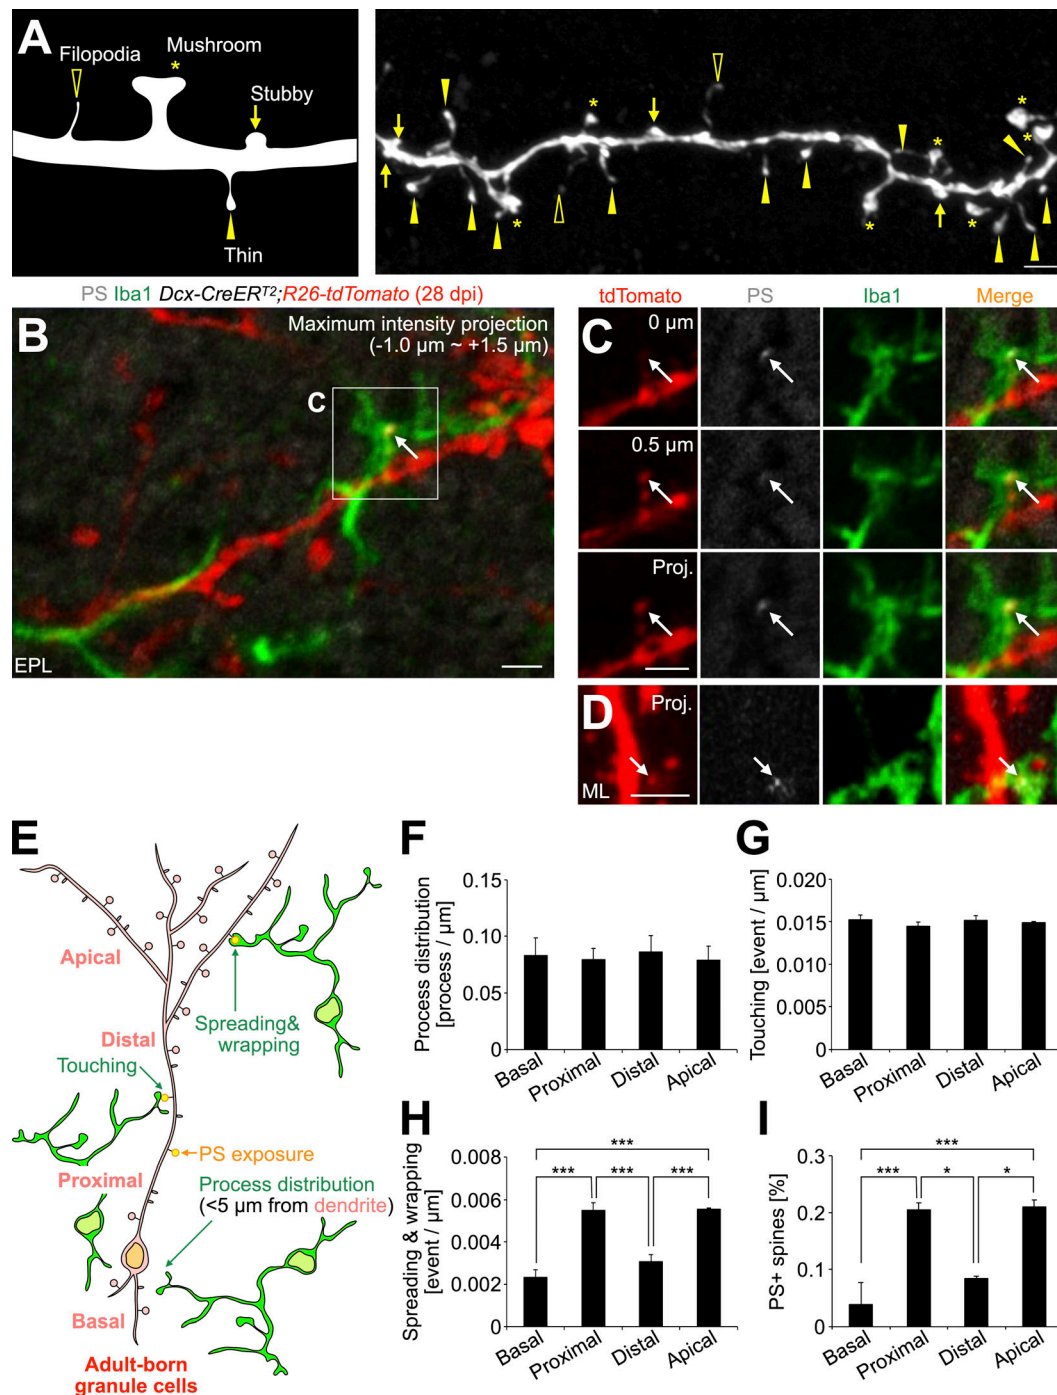 A
Filopodia
Mushroom
*
Stubby
Thin
* * * * * * *
PS Iba1 Dcx-CreERT2;R26-tdTomato (28 dpi)
B
Maximum intensity projection
(-1.0 µm ~ +1.5 µm)
C
EPL
tdTomato PS Iba1 Merge
C
0 µm
0.5 µm
Proj.
D
Proj.
ML
E
Apical
Distal
Spreading&
wrapping
Touching
PS exposure
Proximal
Process distribution
(<5 µm from dendrite)
Basal
Adult-born
granule cells
F
Process distribution
[process / µm]
0.15
0.10
0.05
0
Basal Proximal Distal Apical
G
Touching [event / µm]
0.020
0.015
0.010
0.005
0
Basal Proximal Distal Apical
H
Spreading & wrapping
[event / µm]
0.008
0.006
0.004
0.002
0
***
*** *** ***
Basal Proximal Distal Apical
I
PS+ spines [%]
0.2
0.1
0
***
*** * *
Basal Proximal Distal Apical